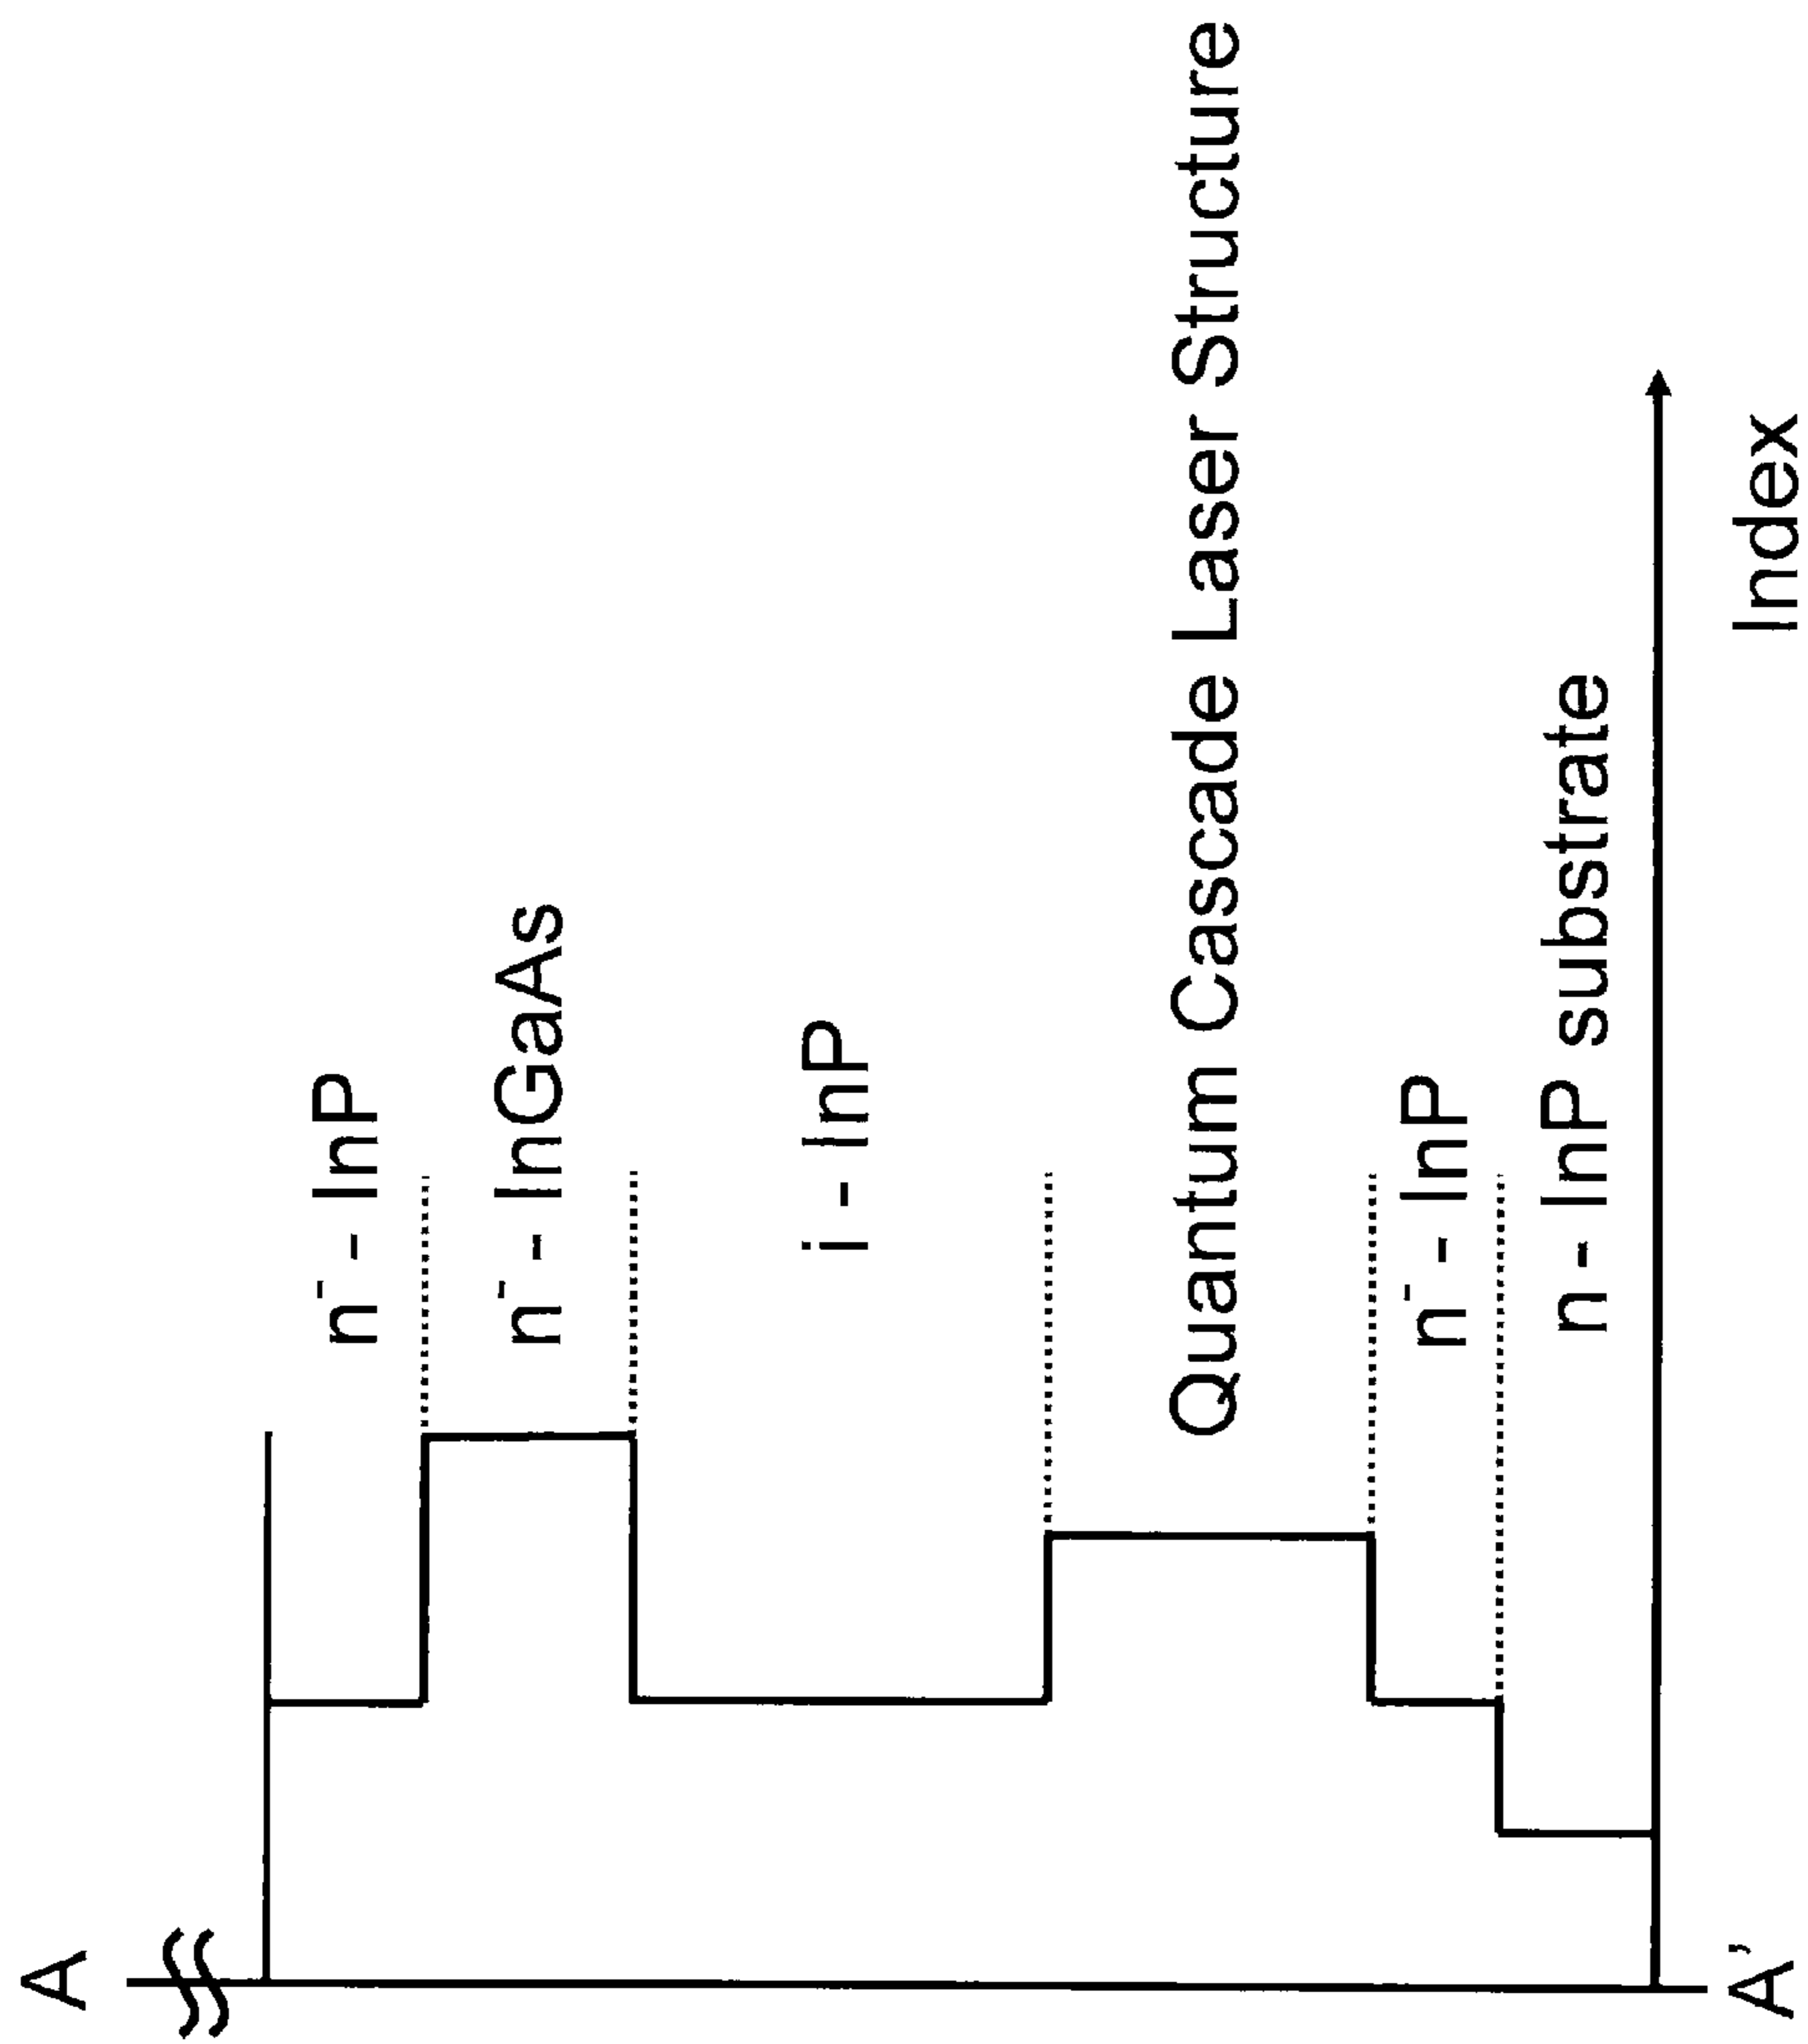 A
n⁻ - InP
n⁻ - InGaAs
i - InP
Quantum Cascade Laser Structure
n⁻ - InP
n - InP substrate
Index
A'